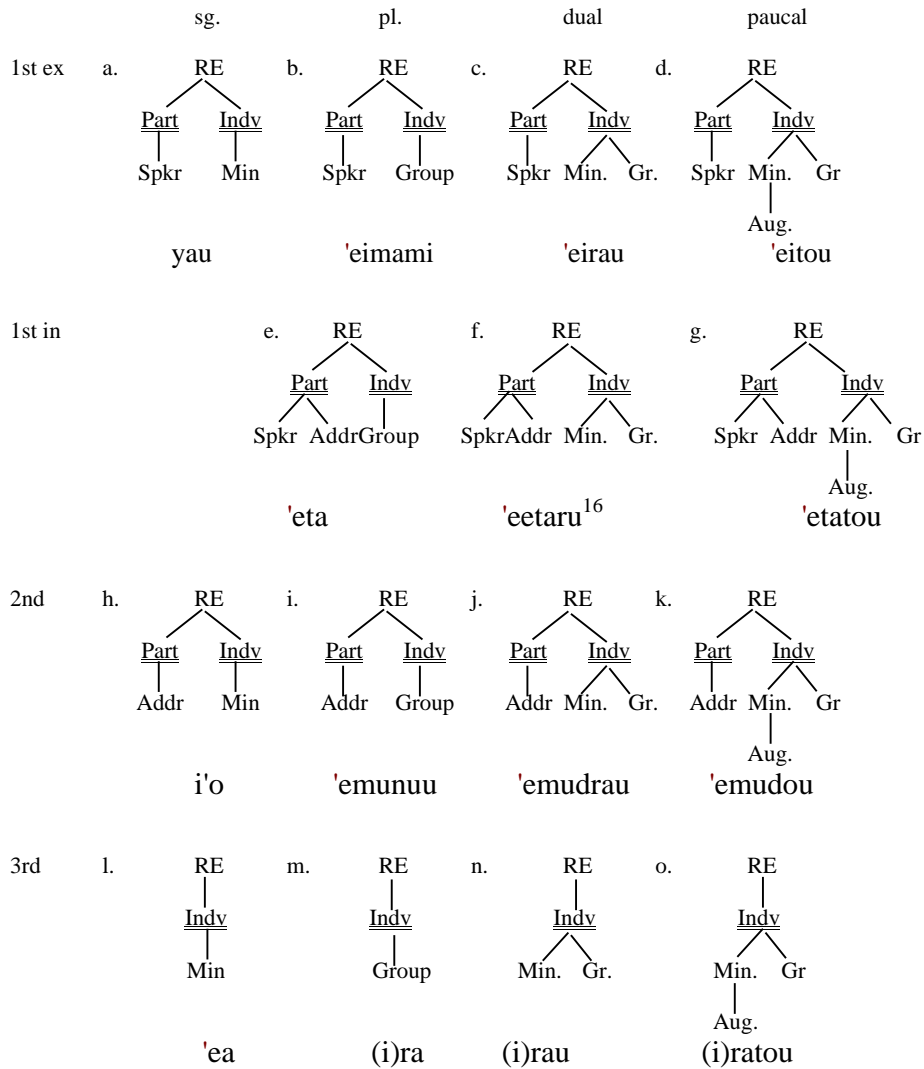 sg. pl. dual paucal
1st ex a. RE b. RE c. RE d. RE
Part Indv Part Indv Part Indv Part Indv
Spkr Min Spkr Group Spkr Min. Gr. Spkr Min. Gr
Aug.
yau 'eimami 'eirau 'eitou
1st in e. RE f. RE g. RE
Part Indv Part Indv Part Indv
Spkr Addr Group Spkr Addr Min. Gr. Spkr Addr Min. Gr
Aug.
'eta 'eetaru16 'etatou
2nd h. RE i. RE j. RE k. RE
Part Indv Part Indv Part Indv Part Indv
Addr Min Addr Group Addr Min. Gr. Addr Min. Gr
Aug.
i'o 'emunuu 'emudrau 'emudou
3rd l. RE m. RE n. RE o. RE
Indv Indv Indv Indv
Min Group Min. Gr. Min. Gr
Aug.
'ea (i)ra (i)rau (i)ratou